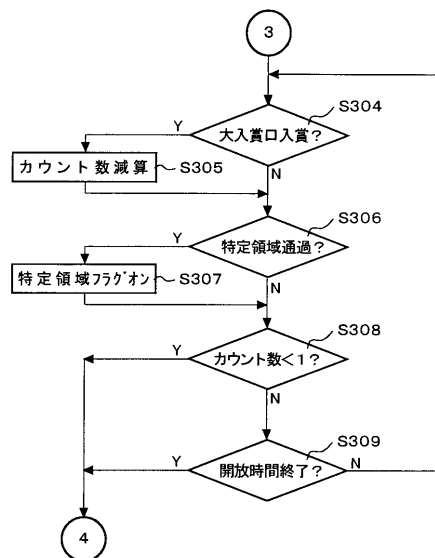 3
S304
Y
大入賞口入賞？
カウント数減算
S305
N
S306
Y
特定領域通過？
特定領域フラグオン
S307
N
S308
Y
カウント数＜１？
N
S309
Y
開放時間終了？
N
4